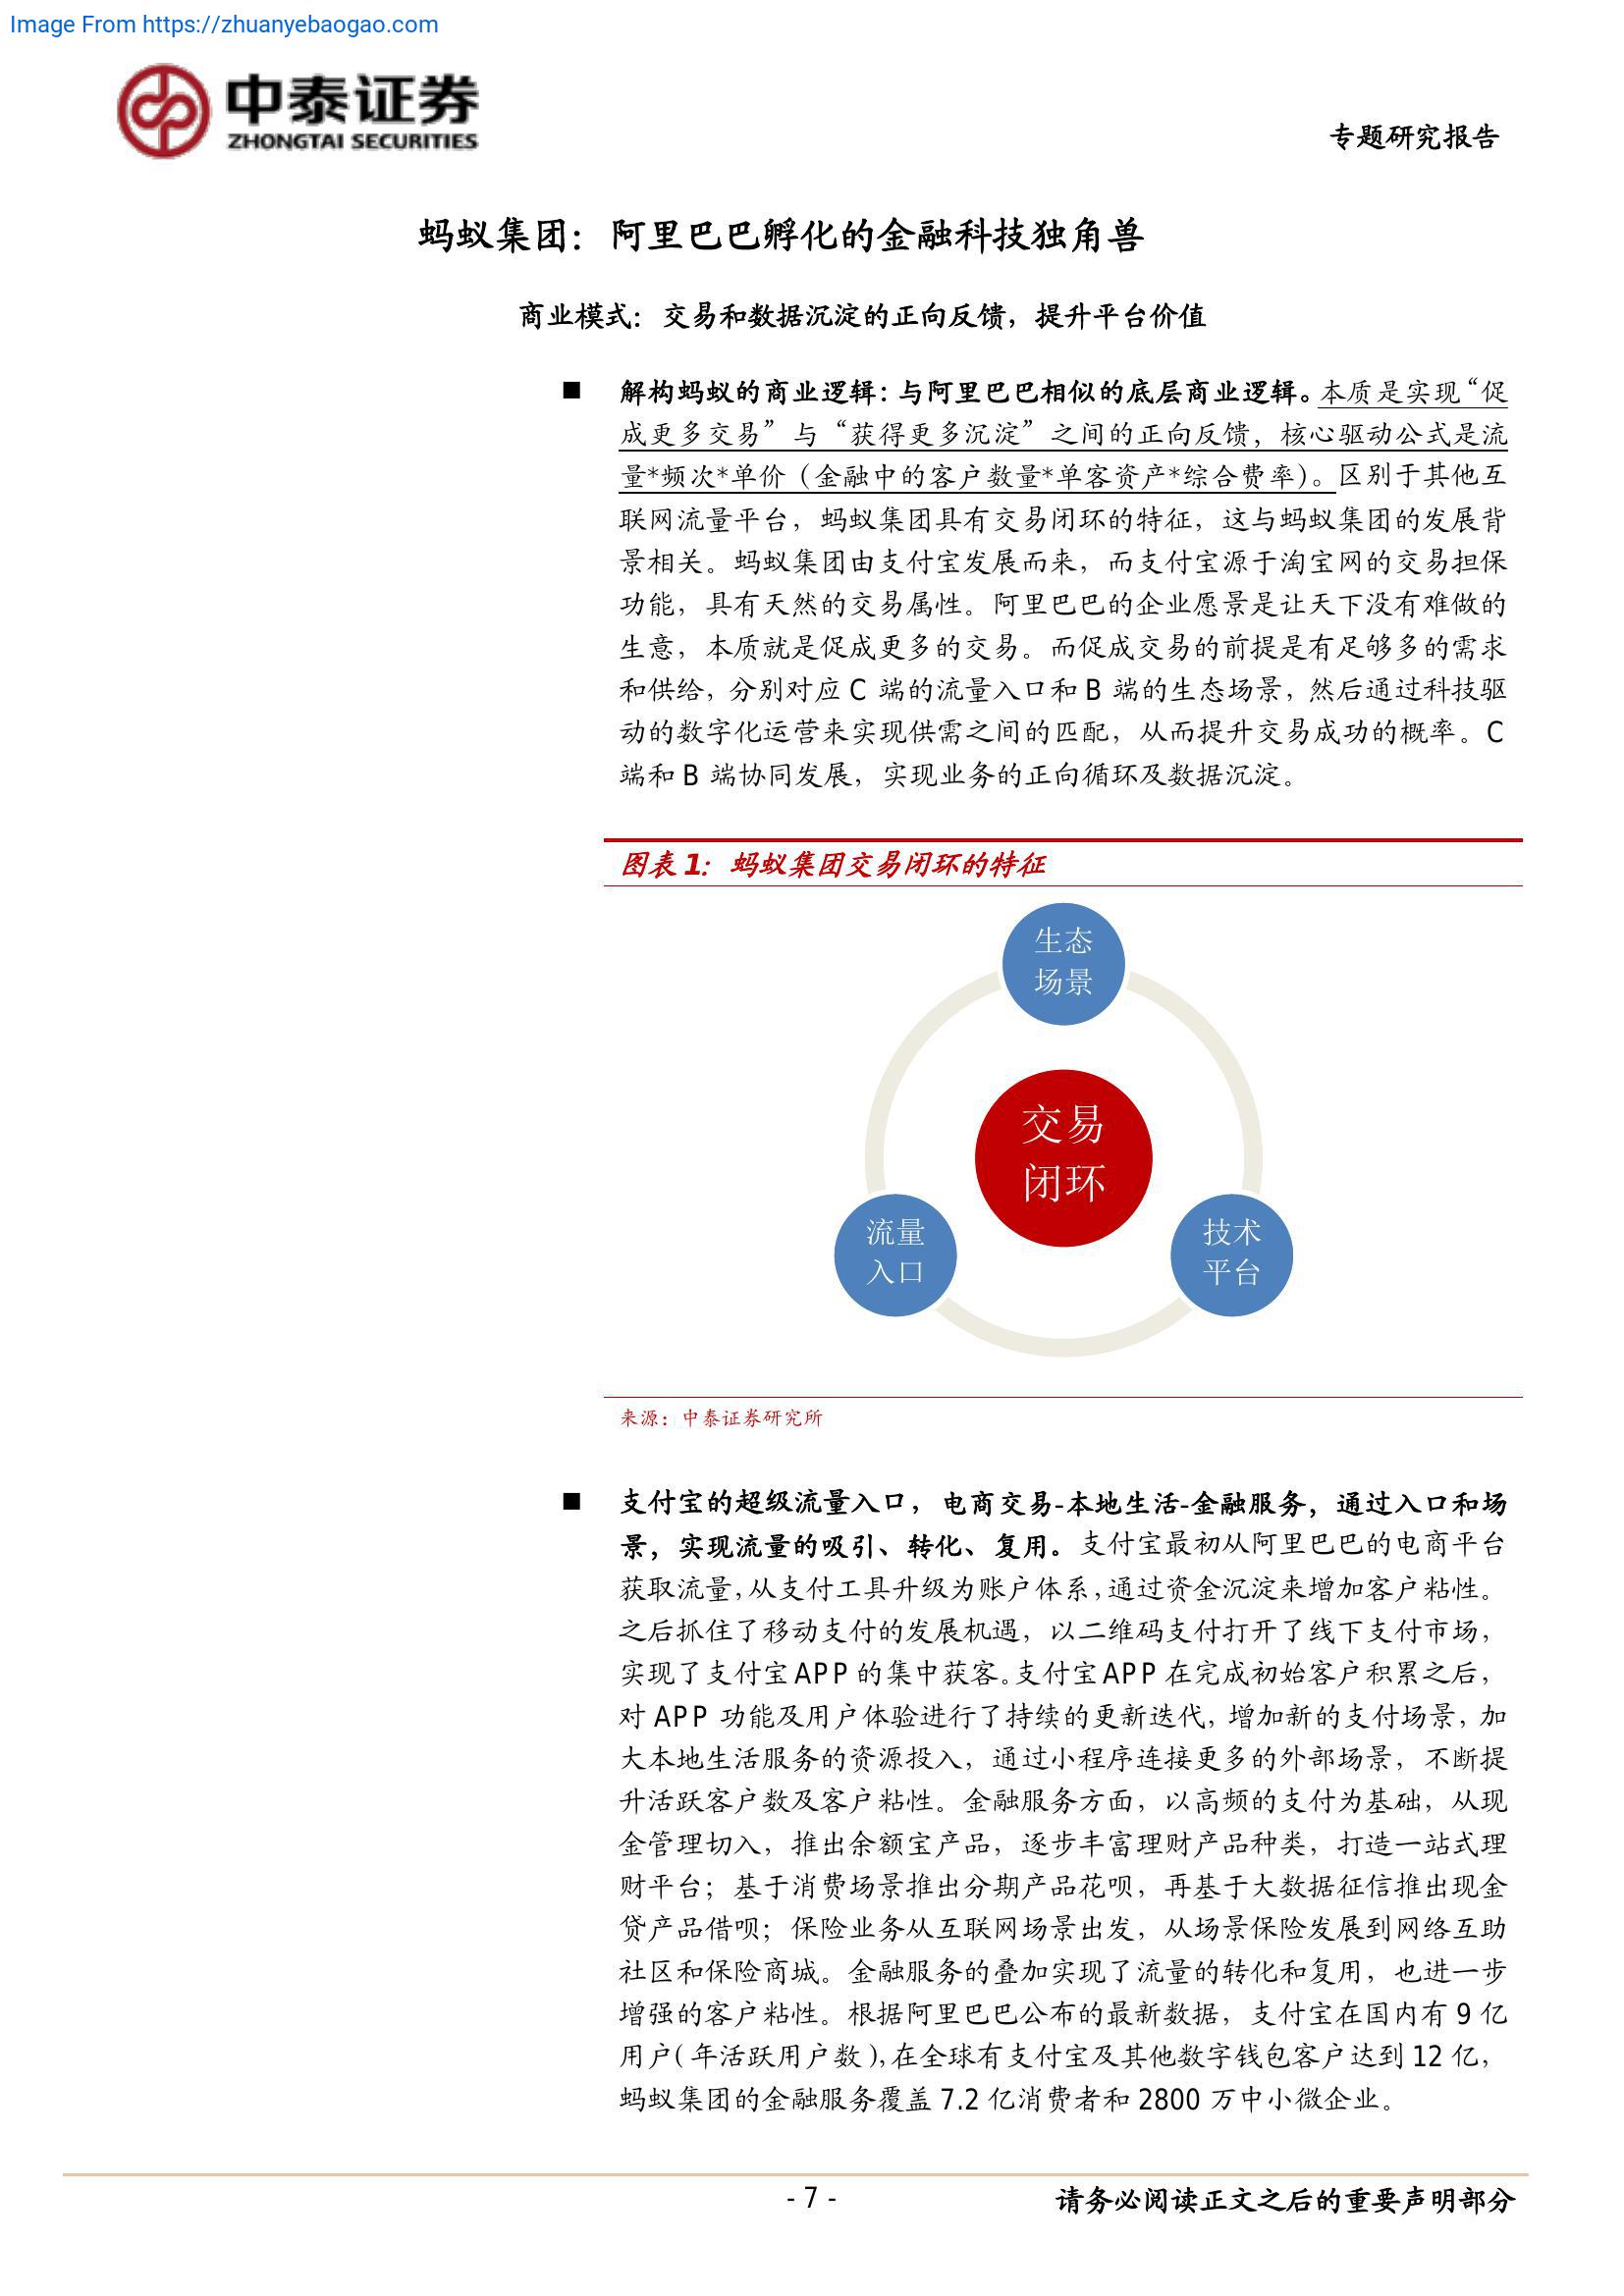 Image From https://zhuanyebaogao.com
中泰证券
ZHONGTAI SECURITIES
专题研究报告
蚂蚁集团：阿里巴巴孵化的金融科技独角兽
商业模式：交易和数据沉淀的正向反馈，提升平台价值
■ 解构蚂蚁的商业逻辑：与阿里巴巴相似的底层商业逻辑。本质是实现“促
成更多交易”与“获得更多沉淀”之间的正向反馈，核心驱动公式是流
量*频次*单价（金融中的客户数量*单客资产*综合费率）。区别于其他互
联网流量平台，蚂蚁集团具有交易闭环的特征，这与蚂蚁集团的发展背
景相关。蚂蚁集团由支付宝发展而来，而支付宝源于淘宝网的交易担保
功能，具有天然的交易属性。阿里巴巴的企业愿景是让天下没有难做的
生意，本质就是促成更多的交易。而促成交易的前提是有足够多的需求
和供给，分别对应 C 端的流量入口和 B 端的生态场景，然后通过科技驱
动的数字化运营来实现供需之间的匹配，从而提升交易成功的概率。C
端和 B 端协同发展，实现业务的正向循环及数据沉淀。
图表 1：蚂蚁集团交易闭环的特征
生态
场景
交易
闭环
流量
入口
技术
平台
来源：中泰证券研究所
■ 支付宝的超级流量入口，电商交易-本地生活-金融服务，通过入口和场
景，实现流量的吸引、转化、复用。支付宝最初从阿里巴巴的电商平台
获取流量，从支付工具升级为账户体系，通过资金沉淀来增加客户粘性。
之后抓住了移动支付的发展机遇，以二维码支付打开了线下支付市场，
实现了支付宝 APP 的集中获客。支付宝 APP 在完成初始客户积累之后，
对 APP 功能及用户体验进行了持续的更新迭代，增加新的支付场景，加
大本地生活服务的资源投入，通过小程序连接更多的外部场景，不断提
升活跃客户数及客户粘性。金融服务方面，以高频的支付为基础，从现
金管理切入，推出余额宝产品，逐步丰富理财产品种类，打造一站式理
财平台；基于消费场景推出分期产品花呗，再基于大数据征信推出现金
贷产品借呗；保险业务从互联网场景出发，从场景保险发展到网络互助
社区和保险商城。金融服务的叠加实现了流量的转化和复用，也进一步
增强的客户粘性。根据阿里巴巴公布的最新数据，支付宝在国内有 9 亿
用户（年活跃用户数），在全球有支付宝及其他数字钱包客户达到 12 亿，
蚂蚁集团的金融服务覆盖 7.2 亿消费者和 2800 万中小微企业。
- 7 -
请务必阅读正文之后的重要声明部分